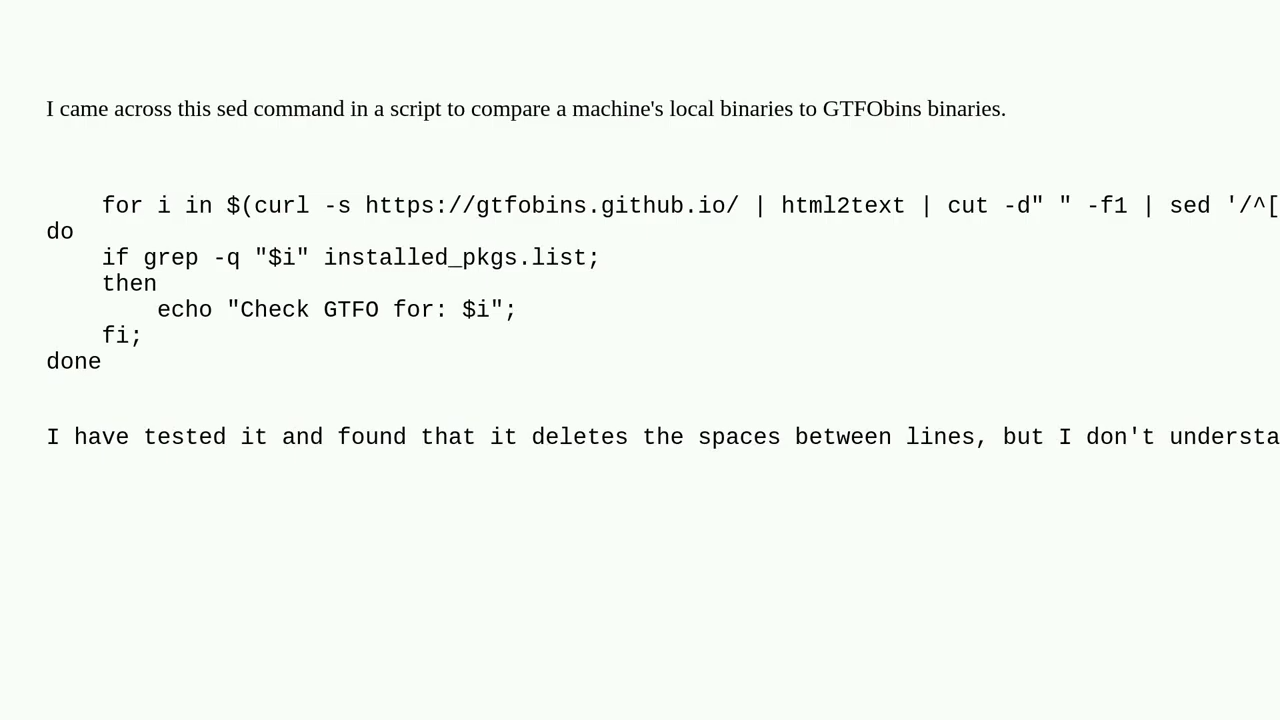 I came across this sed command in a script to compare a machine's local binaries to GTFObins binaries.
for i in $(curl -s https://gtfobins.github.io/ | html2text | cut -d" " -f1 | sed '/^[
do
if grep -q "$i" installed_pkgs.list;
then
echo "Check GTFO for: $i";
fi;
done
I have tested it and found that it deletes the spaces between lines, but I don't understa